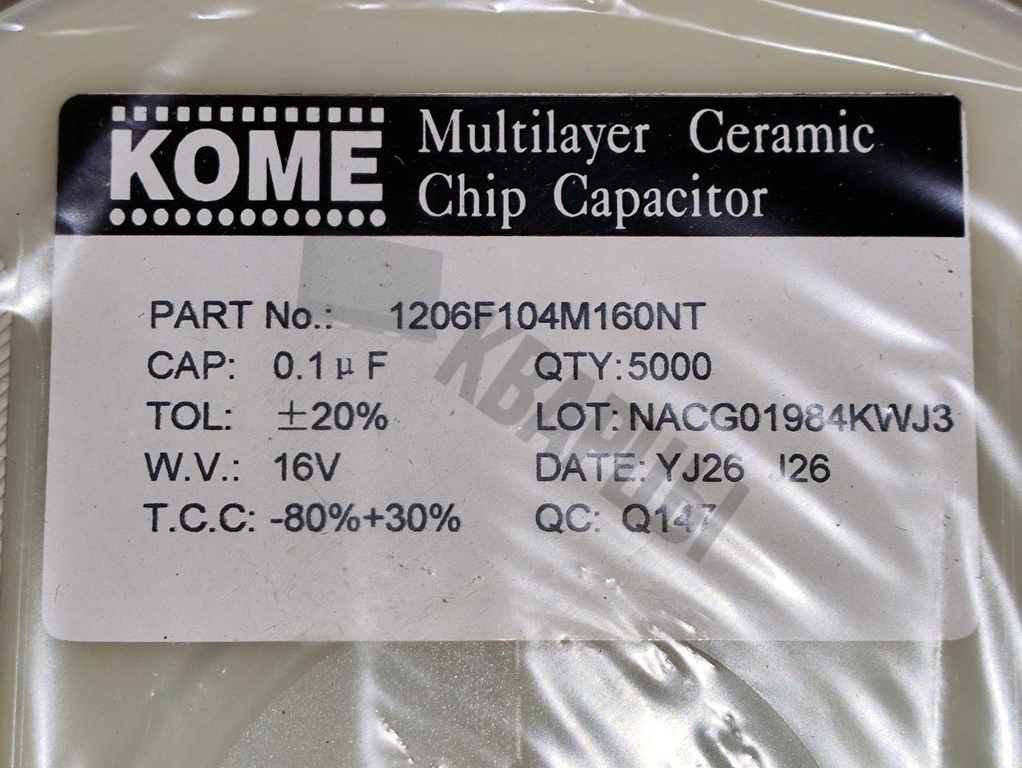 KOME
Multilayer Ceramic
Chip Capacitor
PART No.: 1206F104M160NT
CAP: 0.1μF QTY:5000
TOL: ±20% LOT: NACG01984KWJ3
W.V.: 16V DATE: YJ26 J26
T.C.C: -80%+30% QC: Q147
КВАРЦЫ